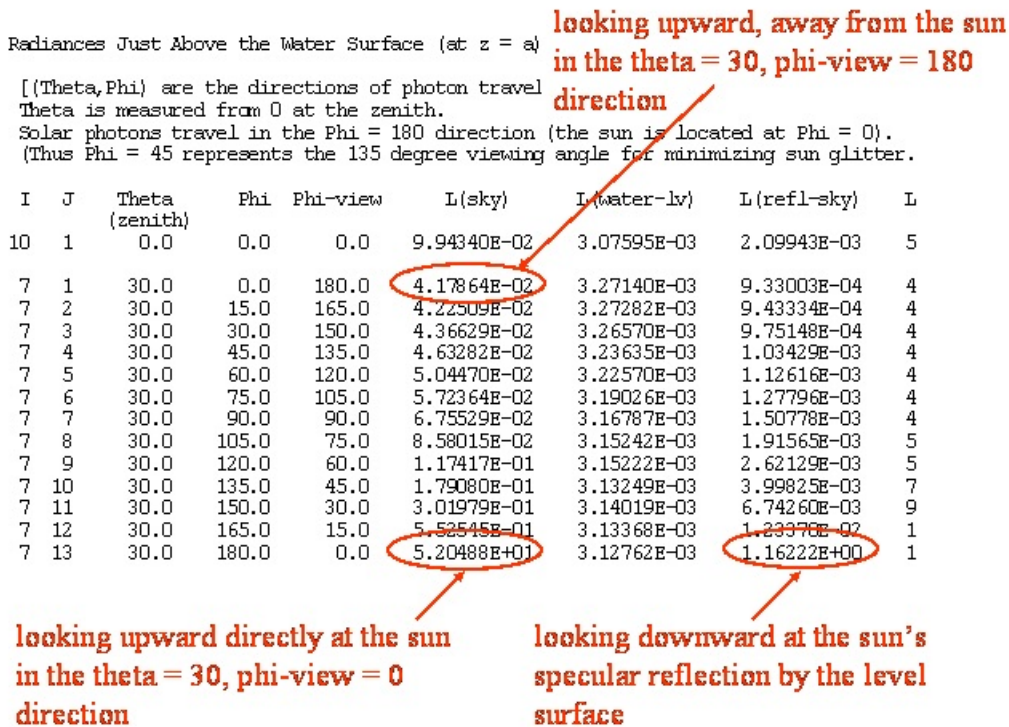 looking upward, away from the sun
in the theta = 30, phi-view = 180
direction
Radiances Just Above the Water Surface (at z = a)
[(Theta,Phi) are the directions of photon travel
Theta is measured from 0 at the zenith.
Solar photons travel in the Phi = 180 direction (the sun is located at Phi = 0).
(Thus Phi = 45 represents the 135 degree viewing angle for minimizing sun glitter.
I J Theta Phi Phi-view L(sky) L(water-lv) L(refl-sky) L
(zenith)
10 1 0.0 0.0 0.0 9.94340E-02 3.07595E-03 2.09943E-03 5
7 1 30.0 0.0 180.0 4.17864E-02 3.27140E-03 9.33003E-04 4
7 2 30.0 15.0 165.0 4.22509E-02 3.27282E-03 9.43334E-04 4
7 3 30.0 30.0 150.0 4.36629E-02 3.26570E-03 9.75148E-04 4
7 4 30.0 45.0 135.0 4.63282E-02 3.23635E-03 1.03429E-03 4
7 5 30.0 60.0 120.0 5.04470E-02 3.22570E-03 1.12616E-03 4
7 6 30.0 75.0 105.0 5.72364E-02 3.19026E-03 1.27796E-03 4
7 7 30.0 90.0 90.0 6.75529E-02 3.16787E-03 1.50778E-03 4
7 8 30.0 105.0 75.0 8.58015E-02 3.15242E-03 1.91565E-03 5
7 9 30.0 120.0 60.0 1.17417E-01 3.15222E-03 2.62129E-03 5
7 10 30.0 135.0 45.0 1.79080E-01 3.13249E-03 3.99825E-03 7
7 11 30.0 150.0 30.0 3.01979E-01 3.14019E-03 6.74260E-03 9
7 12 30.0 165.0 15.0 5.52545E-01 3.13368E-03 1.23378E-02 1
7 13 30.0 180.0 0.0 5.20488E+01 3.12762E-03 1.16222E+00 1
looking upward directly at the sun
in the theta = 30, phi-view = 0
direction
looking downward at the sun's
specular reflection by the level
surface